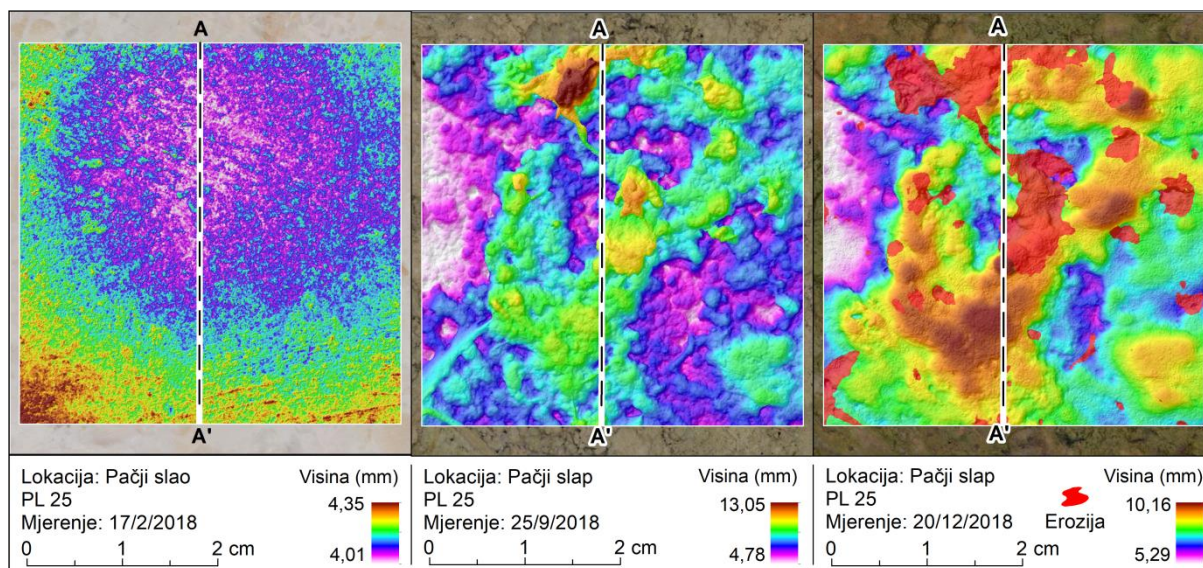 A
A'
Lokacija: Pačji slao
PL 25
Mjerenje: 17/2/2018
0 1 2 cm
Visina (mm)
4,35
4,01
A
A'
Lokacija: Pačji slap
PL 25
Mjerenje: 25/9/2018
0 1 2 cm
Visina (mm)
13,05
4,78
A
A'
Lokacija: Pačji slap
PL 25
Mjerenje: 20/12/2018
0 1 2 cm
Erozija
Visina (mm)
10,16
5,29